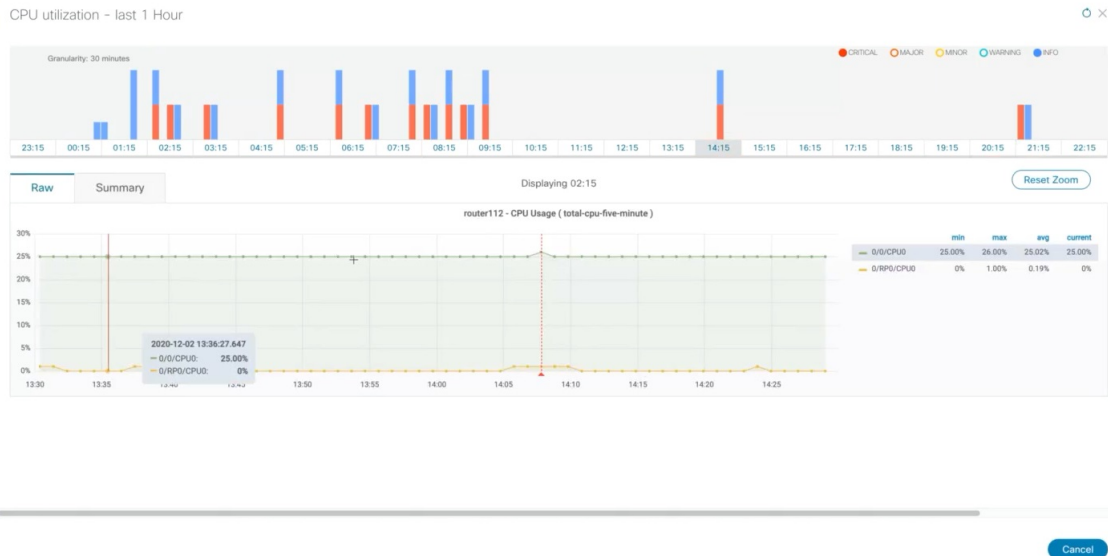 CPU utilization - last 1 Hour
Granularity: 30 minutes
CRITICAL MAJOR MINOR WARNING INFO
23:15 00:15 01:15 02:15 03:15 04:15 05:15 06:15 07:15 08:15 09:15 10:15 11:15 12:15 13:15 14:15 15:15 16:15 17:15 18:15 19:15 20:15 21:15 22:15
Raw Summary Displaying 02:15 Reset Zoom
router112 - CPU Usage ( total-cpu-five-minute )
30%
25%
20%
15%
10%
5%
0%
min max avg current
0/0/CPU0 25.00% 26.00% 25.02% 25.00%
0/RP0/CPU0 0% 1.00% 0.19% 0%
2020-12-02 13:36:27.647
0/0/CPU0: 25.00%
0/RP0/CPU0: 0%
13:30 13:35 13:40 13:45 13:50 13:55 14:00 14:05 14:10 14:15 14:20 14:25
Cancel